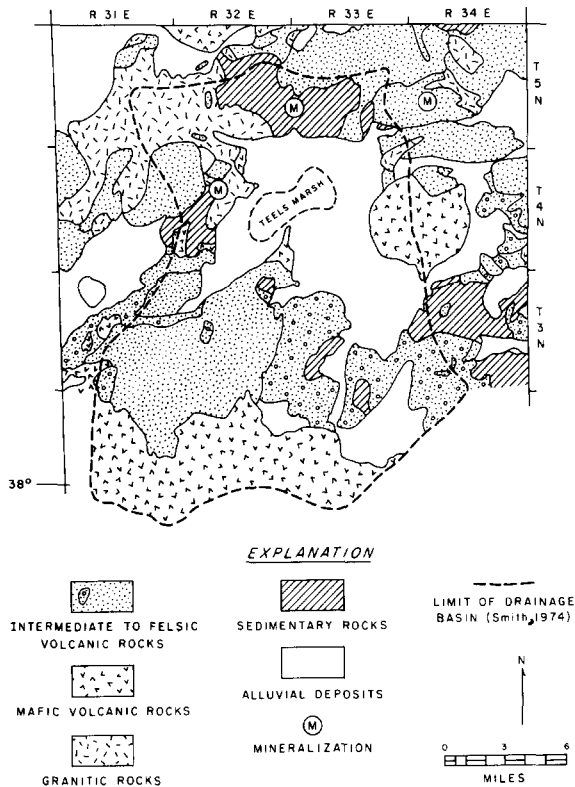 R 31 E R 32 E R 33 E R 34 E
T 5 N
M
M
M
T 4 N
TEELS MARSH
T 3 N
38°
EXPLANATION
INTERMEDIATE TO FELSIC
VOLCANIC ROCKS
MAFIC VOLCANIC ROCKS
GRANITIC ROCKS
SEDIMENTARY ROCKS
ALLUVIAL DEPOSITS
M
MINERALIZATION
LIMIT OF DRAINAGE
BASIN (Smith, 1974)
N
0 3 6
MILES